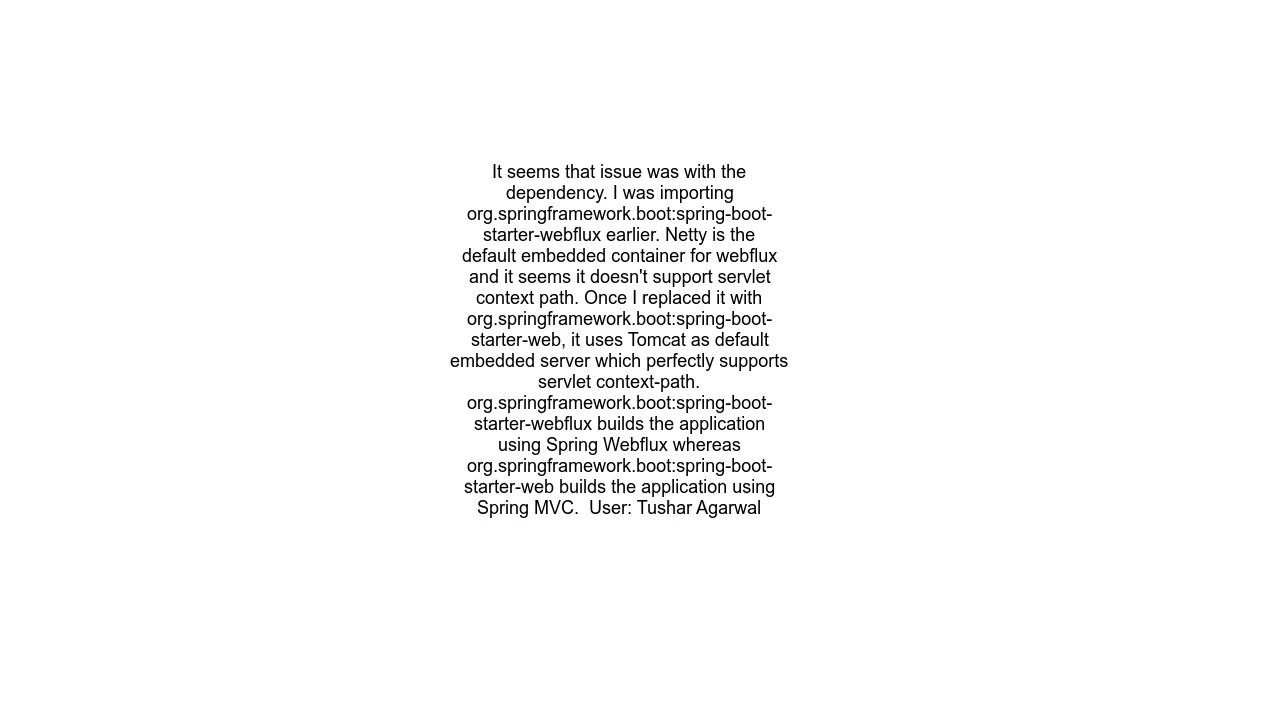 It seems that issue was with the
dependency. I was importing
org.springframework.boot:spring-boot-
starter-webflux earlier. Netty is the
default embedded container for webflux
and it seems it doesn't support servlet
context path. Once I replaced it with
org.springframework.boot:spring-boot-
starter-web, it uses Tomcat as default
embedded server which perfectly supports
servlet context-path.
org.springframework.boot:spring-boot-
starter-webflux builds the application
using Spring Webflux whereas
org.springframework.boot:spring-boot-
starter-web builds the application using
Spring MVC.  User: Tushar Agarwal